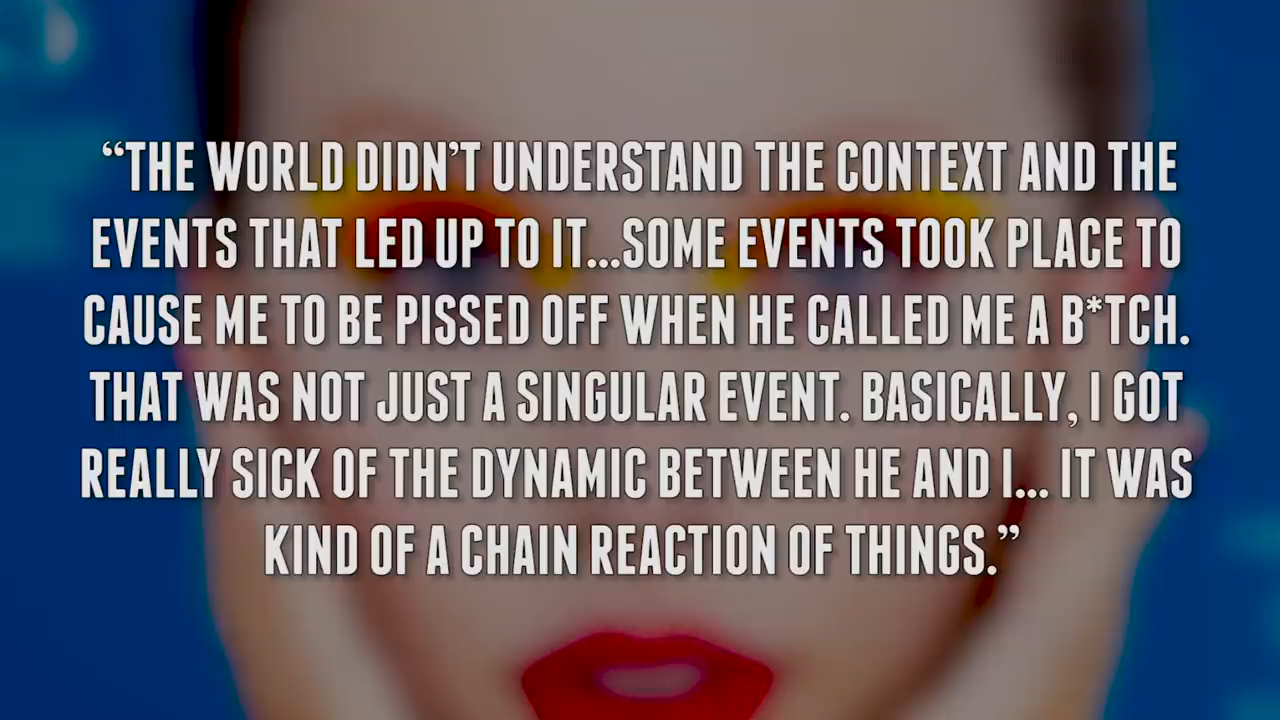 “THE WORLD DIDN’T UNDERSTAND THE CONTEXT AND THE
EVENTS THAT LED UP TO IT...SOME EVENTS TOOK PLACE TO
CAUSE ME TO BE PISSED OFF WHEN HE CALLED ME A B*TCH.
THAT WAS NOT JUST A SINGULAR EVENT. BASICALLY, I GOT
REALLY SICK OF THE DYNAMIC BETWEEN HE AND I... IT WAS
KIND OF A CHAIN REACTION OF THINGS.”